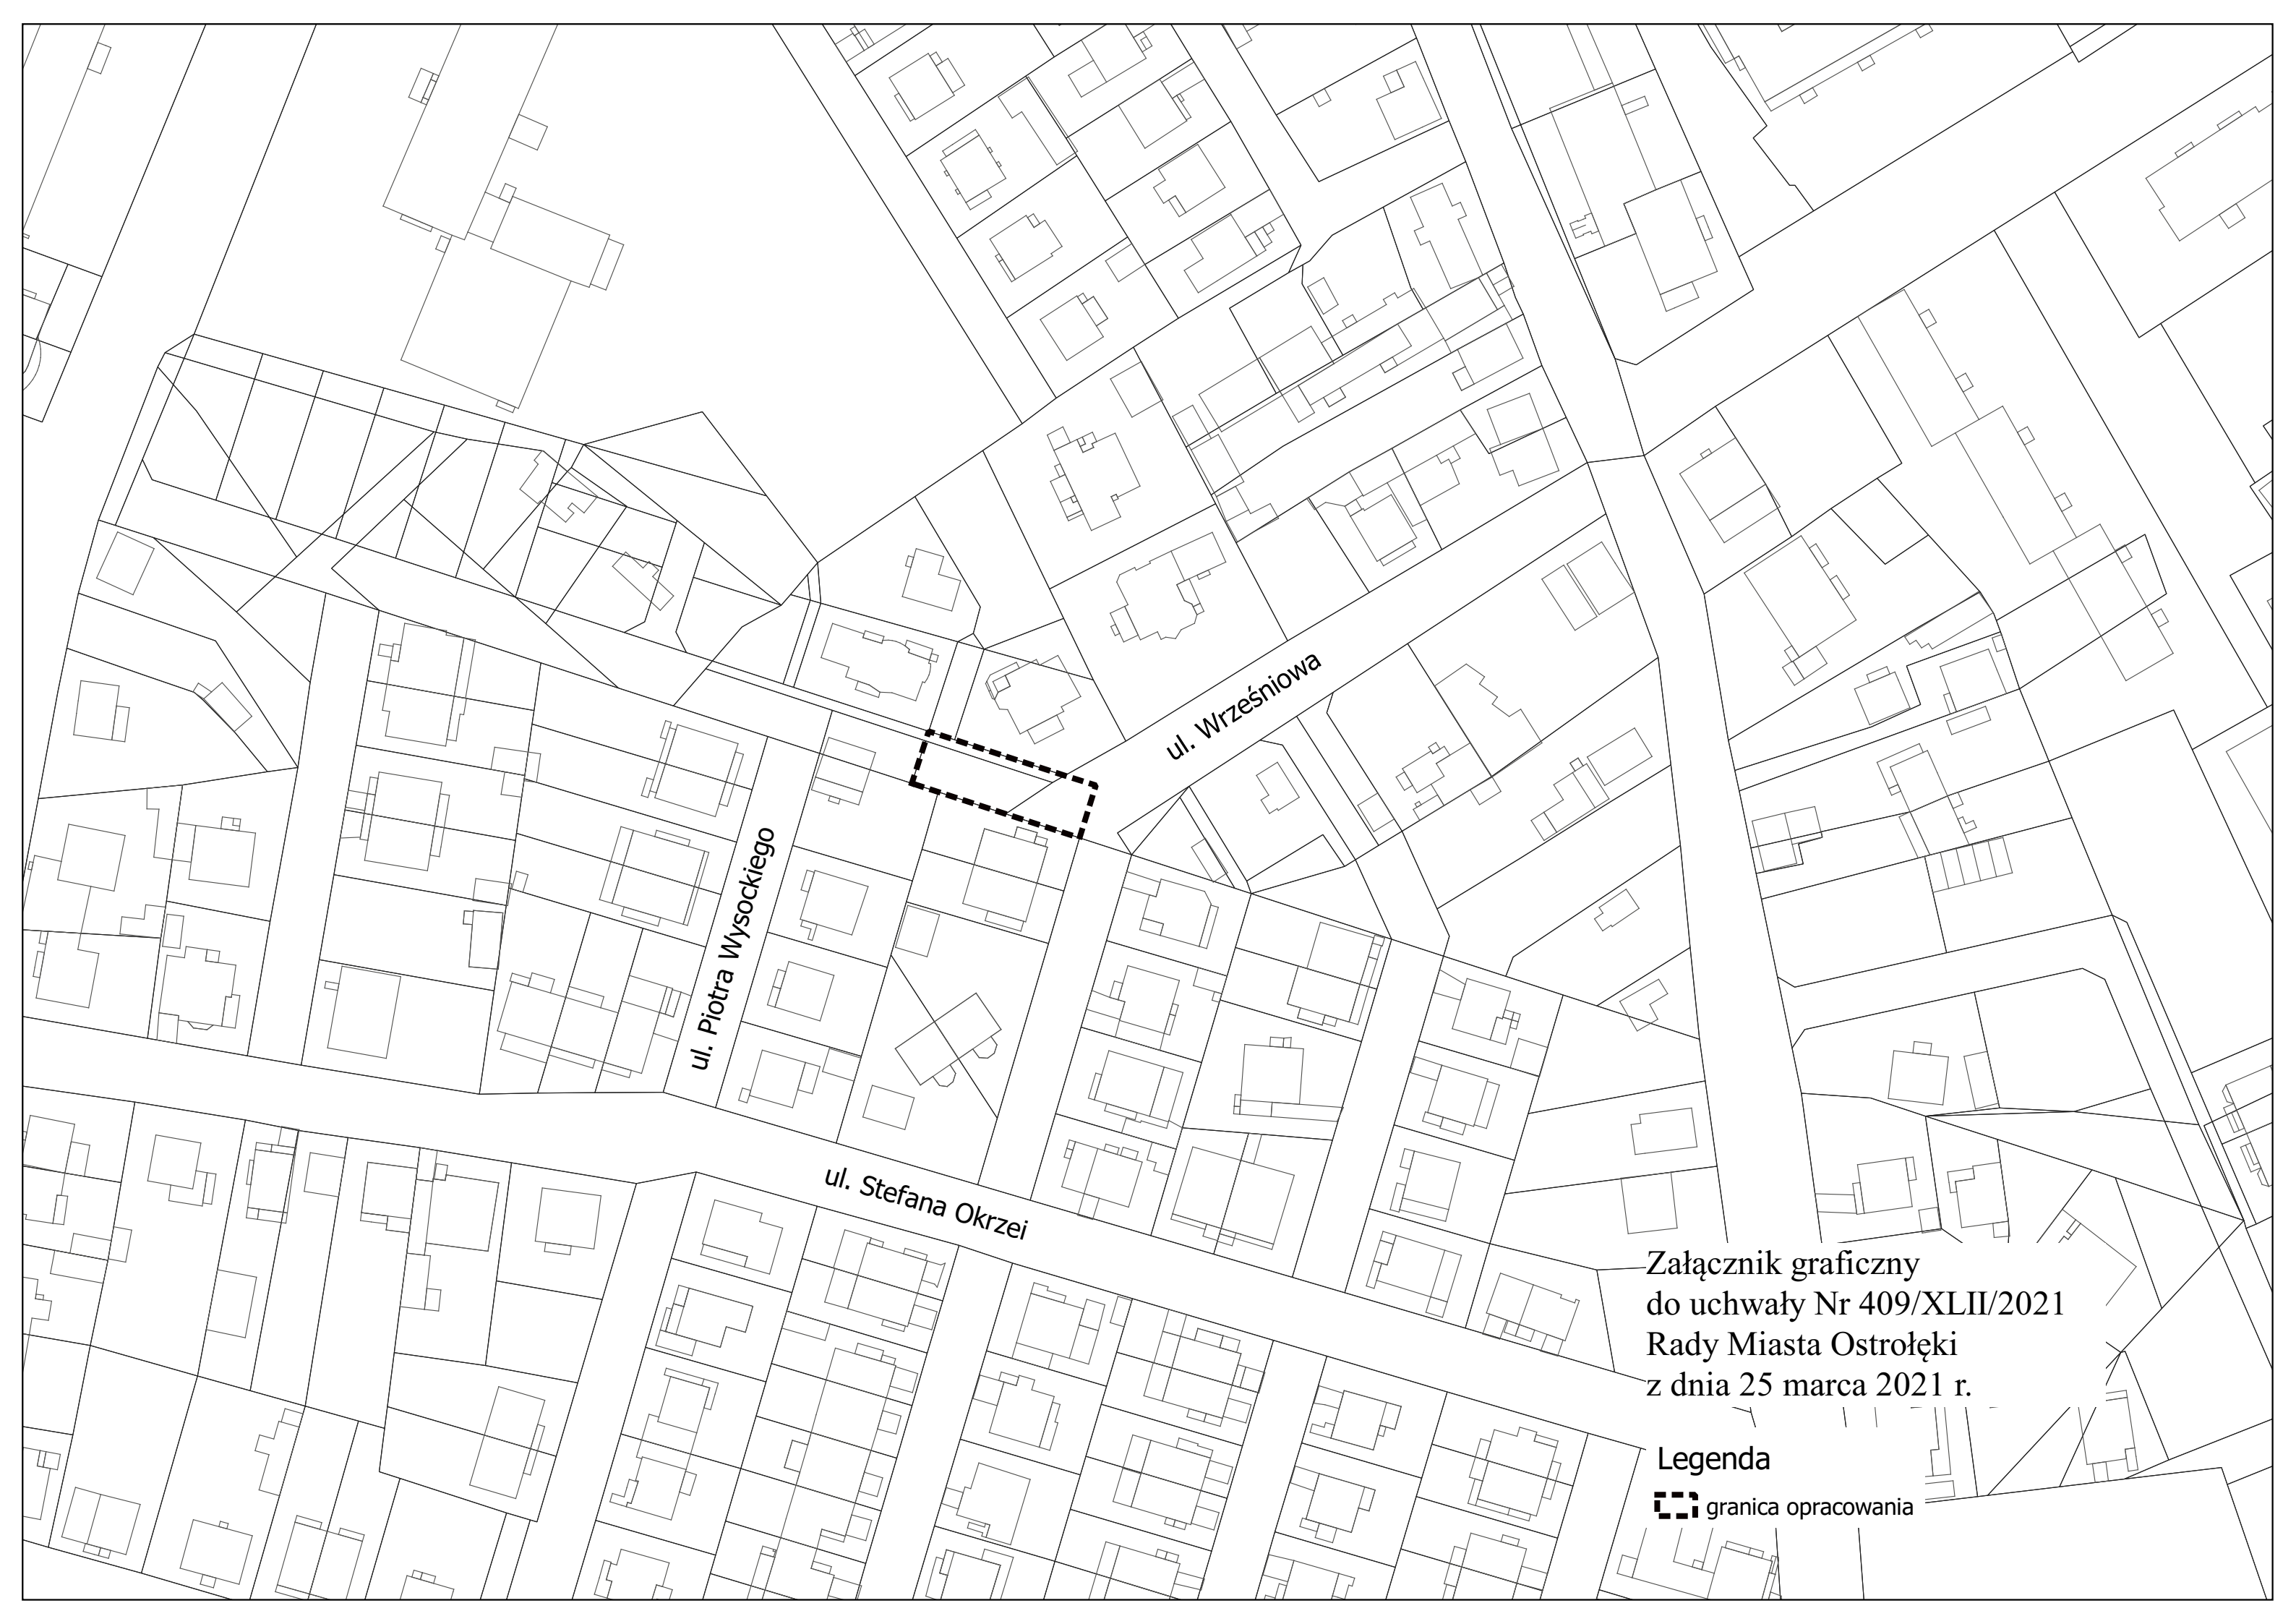 ul. Wrześniowa
ul. Piotra Wysockiego
ul. Stefana Okrzei
Załącznik graficzny
do uchwały Nr 409/XLII/2021
Rady Miasta Ostrołęki
z dnia 25 marca 2021 r.
Legenda
granica opracowania